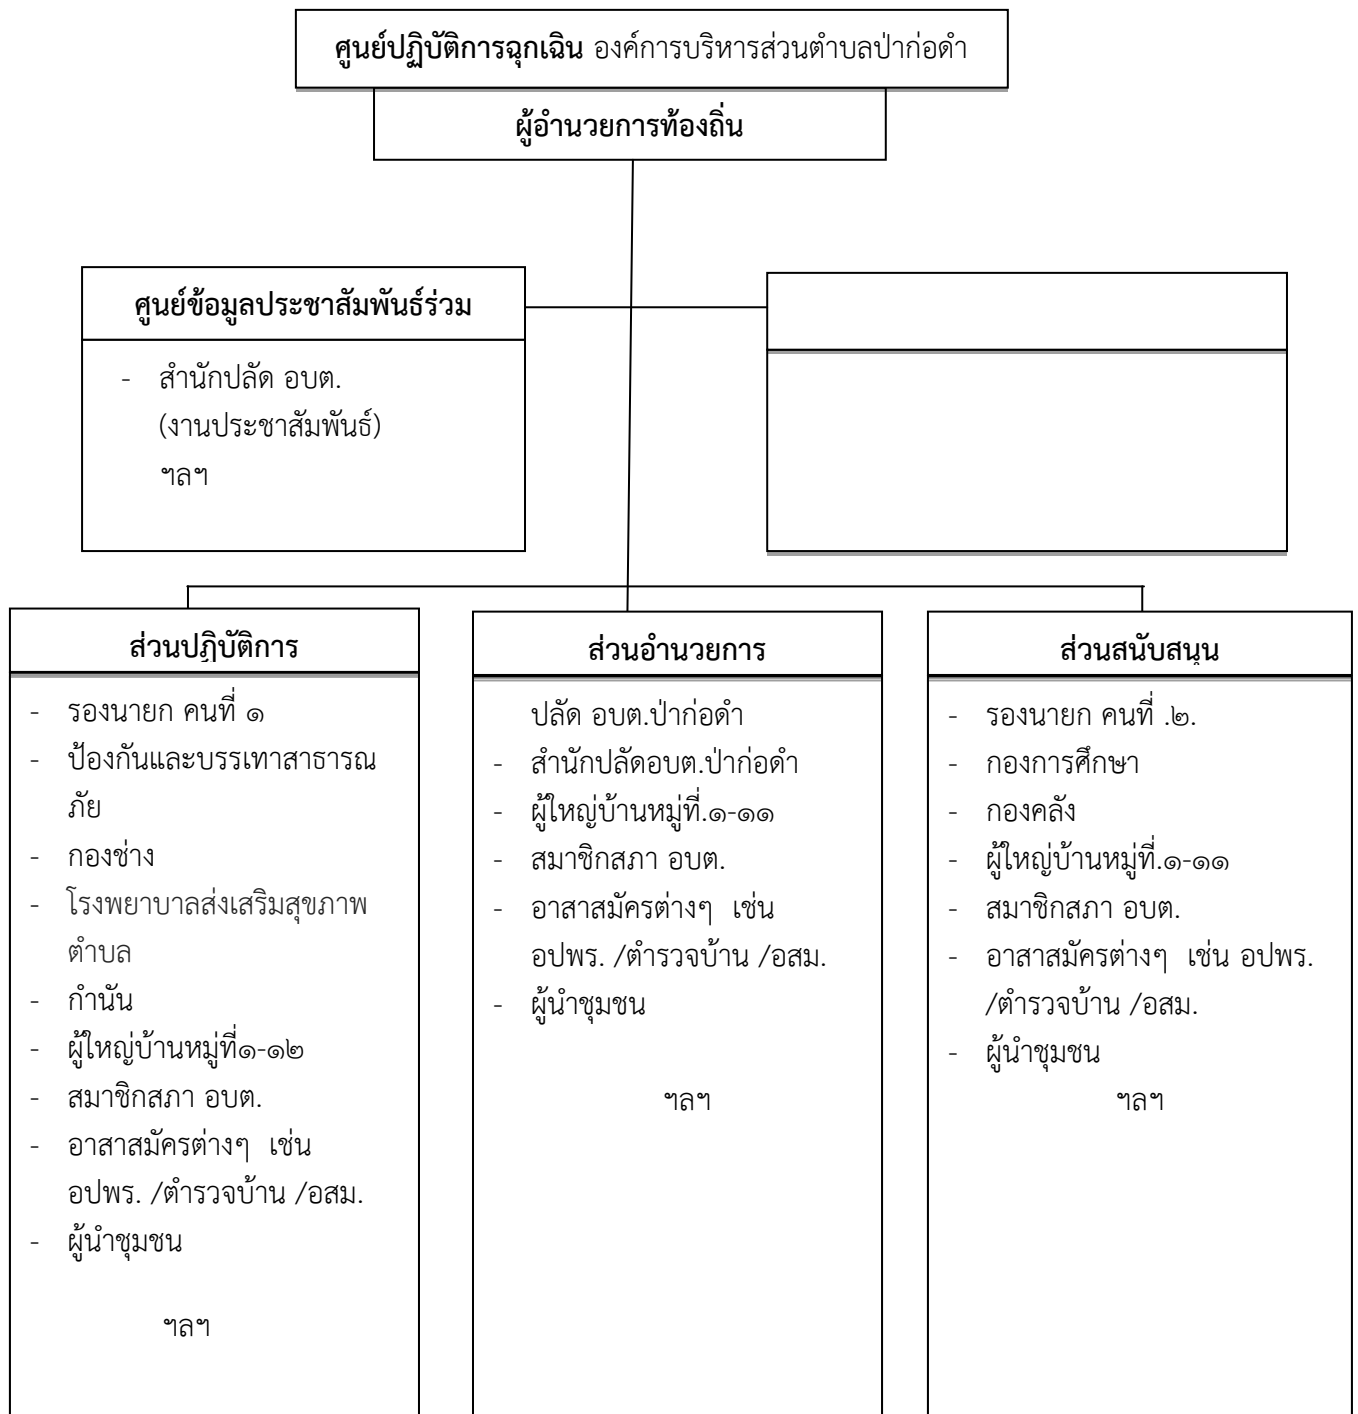 ศูนย์ปฏิบัติการฉุกเฉิน องค์การบริหารส่วนตำบลป่าก่อดำ
ผู้อำนวยการท้องถิ่น
ศูนย์ข้อมูลประชาสัมพันธ์ร่วม
- สำนักปลัด อบต.
(งานประชาสัมพันธ์)
ฯลฯ
ส่วนปฏิบัติการ
- รองนายก คนที่ ๑
- ป้องกันและบรรเทาสาธารณ
ภัย
- กองช่าง
- โรงพยาบาลส่งเสริมสุขภาพ
ตำบล
- กำนัน
- ผู้ใหญ่บ้านหมู่ที่๑-๑๒
- สมาชิกสภา อบต.
- อาสาสมัครต่างๆ เช่น
อปพร. /ตำรวจบ้าน /อสม.
- ผู้นำชุมชน
ฯลฯ
ส่วนอำนวยการ
ปลัด อบต.ป่าก่อดำ
- สำนักปลัดอบต.ป่าก่อดำ
- ผู้ใหญ่บ้านหมู่ที่.๑-๑๑
- สมาชิกสภา อบต.
- อาสาสมัครต่างๆ เช่น
อปพร. /ตำรวจบ้าน /อสม.
- ผู้นำชุมชน
ฯลฯ
ส่วนสนับสนุน
- รองนายก คนที่ .๒.
- กองการศึกษา
- กองคลัง
- ผู้ใหญ่บ้านหมู่ที่.๑-๑๑
- สมาชิกสภา อบต.
- อาสาสมัครต่างๆ เช่น อปพร.
/ตำรวจบ้าน /อสม.
- ผู้นำชุมชน
ฯลฯ